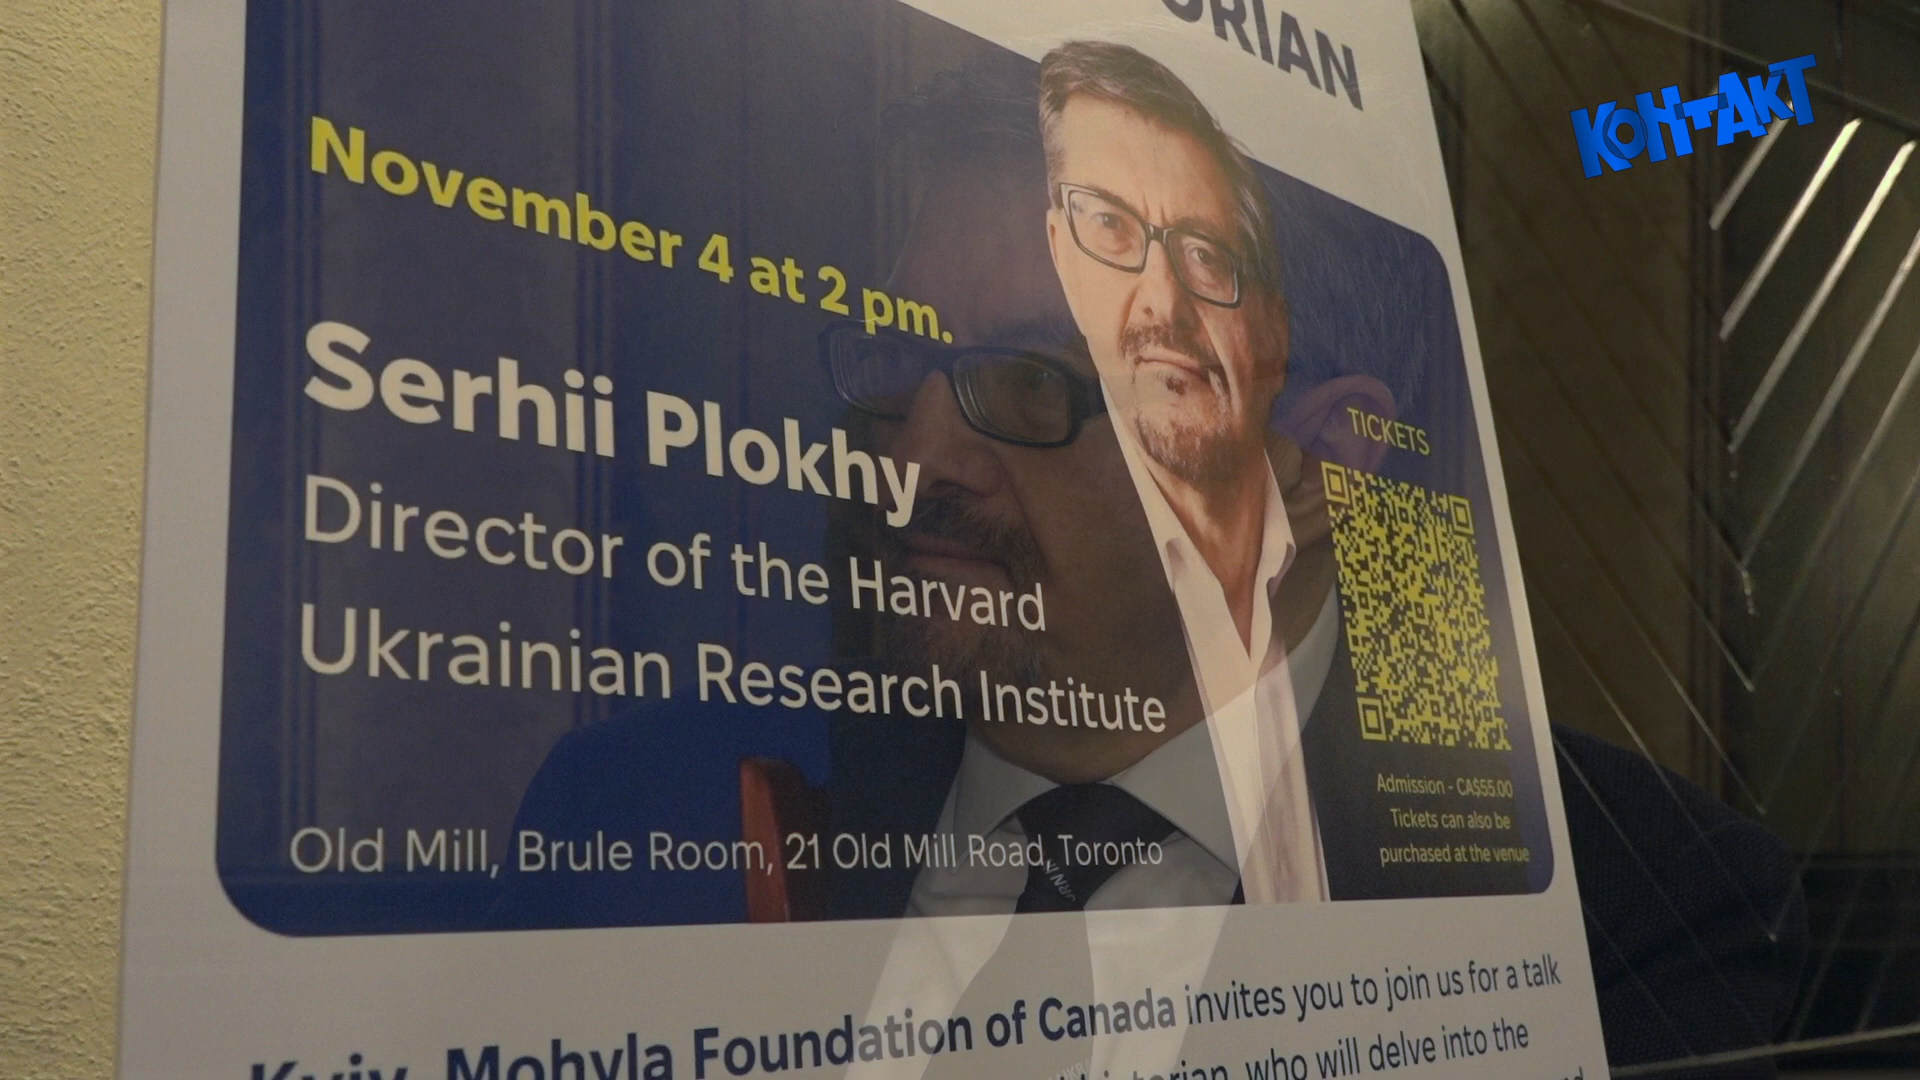 ORIAN
КОНТАКТ
November 4 at 2 pm.
Serhii Plokhy
Director of the Harvard
Ukrainian Research Institute
TICKETS
Admission - CA$55.00
Tickets can also be
purchased at the venue
Old Mill, Brule Room, 21 Old Mill Road, Toronto
Kyiv Mohyla Foundation of Canada invites you to join us for a talk
who will delve into the